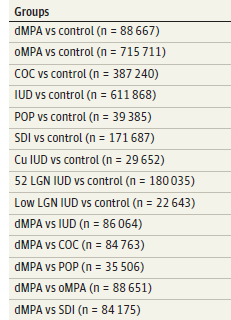 Groups
dMPA vs control (n = 88 667)
oMPA vs control (n = 715 711)
COC vs control (n = 387 240)
IUD vs control (n = 611 868)
POP vs control (n = 39 385)
SDI vs control (n = 171 687)
Cu IUD vs control (n = 29 652)
52 LGN IUD vs control (n = 180 035)
Low LGN IUD vs control (n = 22 643)
dMPA vs IUD (n = 86 064)
dMPA vs COC (n = 84 763)
dMPA vs POP (n = 35 506)
dMPA vs oMPA (n = 88 651)
dMPA vs SDI (n = 84 175)